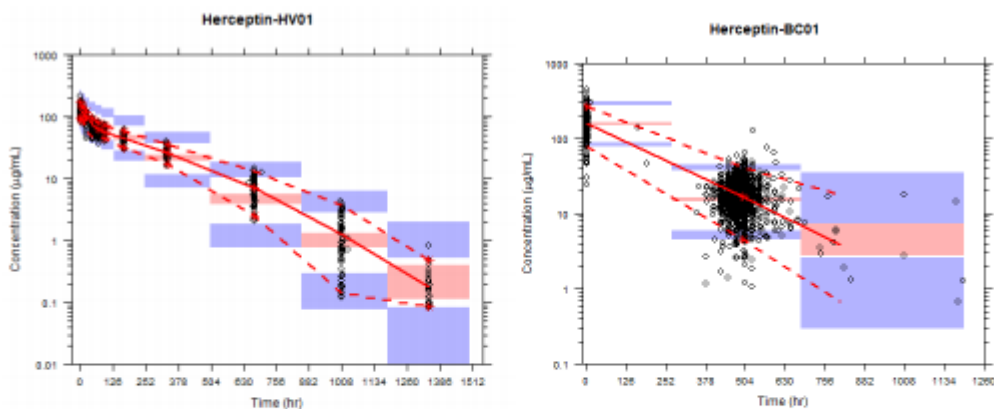 Herceptin-HV01
1000
100
10
1
0.1
0.01
Concentration (µg/mL)
0 126 252 378 504 630 756 882 1008 1134 1260 1386 1512
Time (hr)
Herceptin-BC01
1000
100
10
1
0.1
Concentration (µg/mL)
0 126 252 378 504 630 756 882 1008 1134 1260
Time (hr)